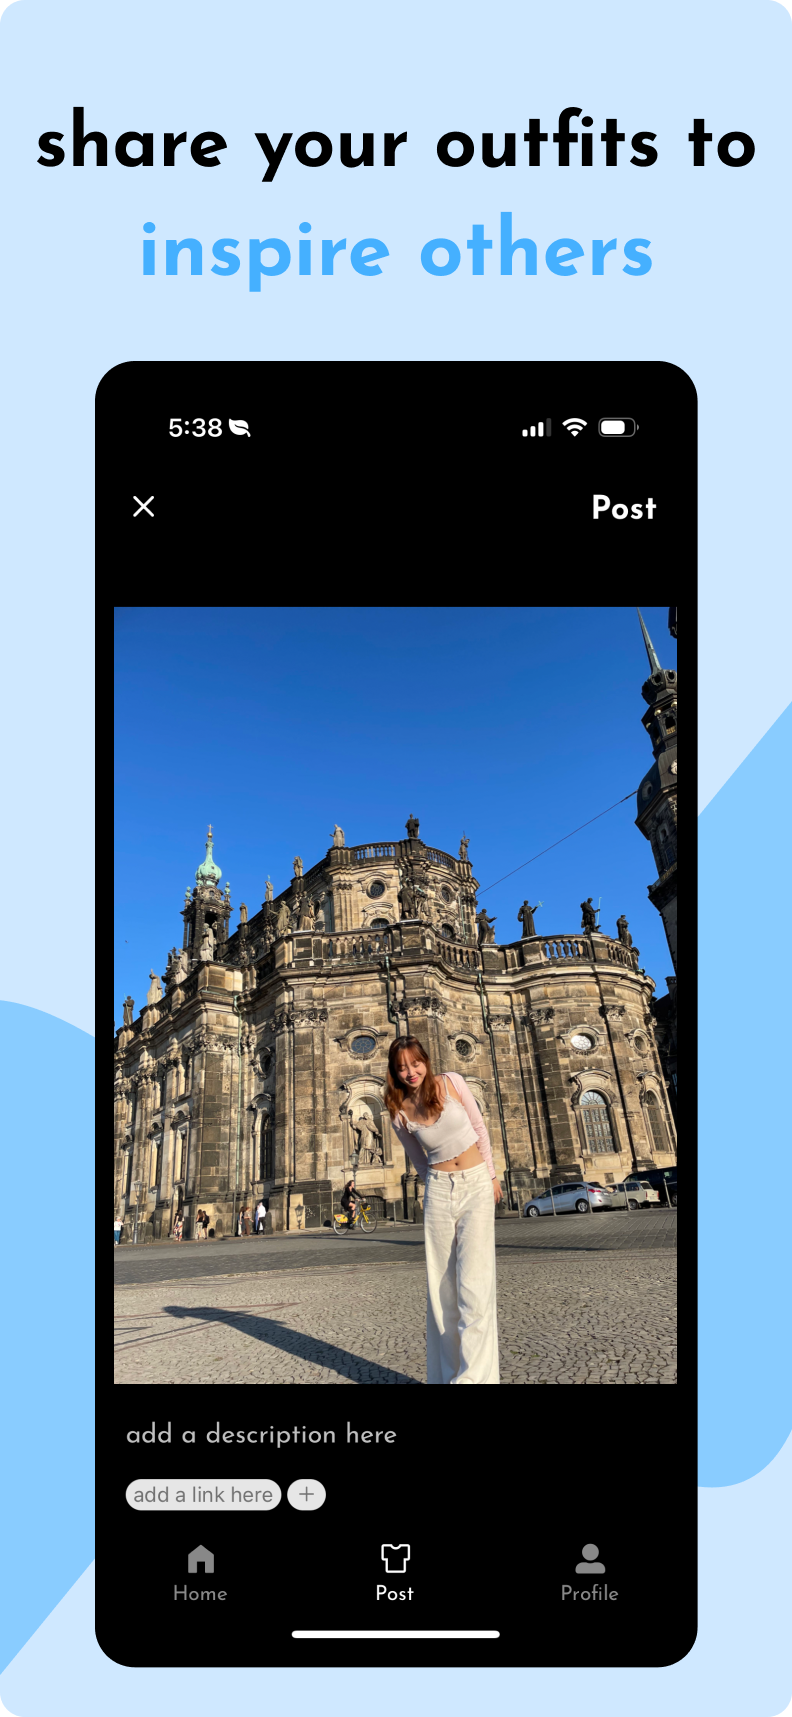 share your outfits to
inspire others
5:38
Post
add a description here
add a link here +
Home Post Profile